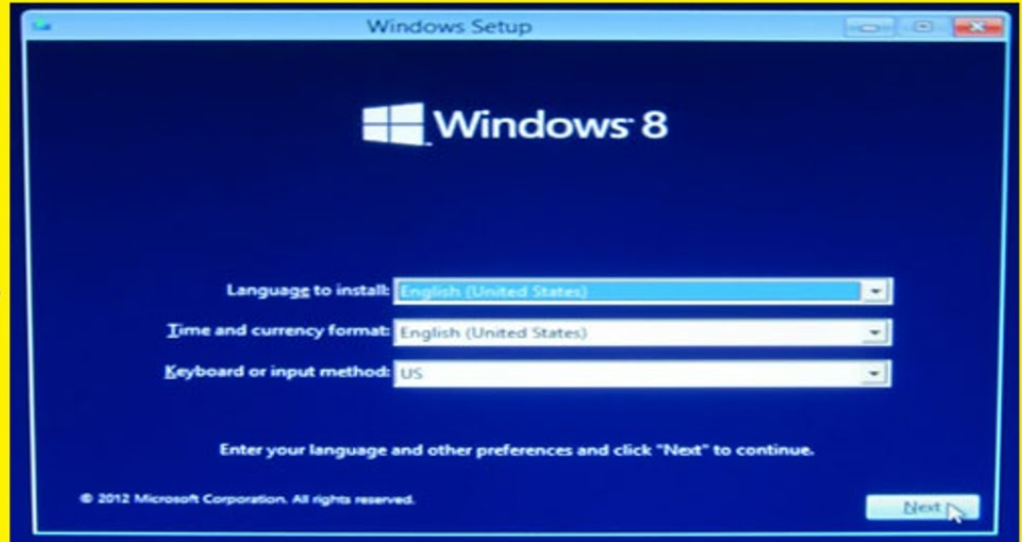 Windows Setup
Windows 8
Language to install: English (United States)
Time and currency format: English (United States)
Keyboard or input method: US
Enter your language and other preferences and click "Next" to continue.
© 2012 Microsoft Corporation. All rights reserved.
Next